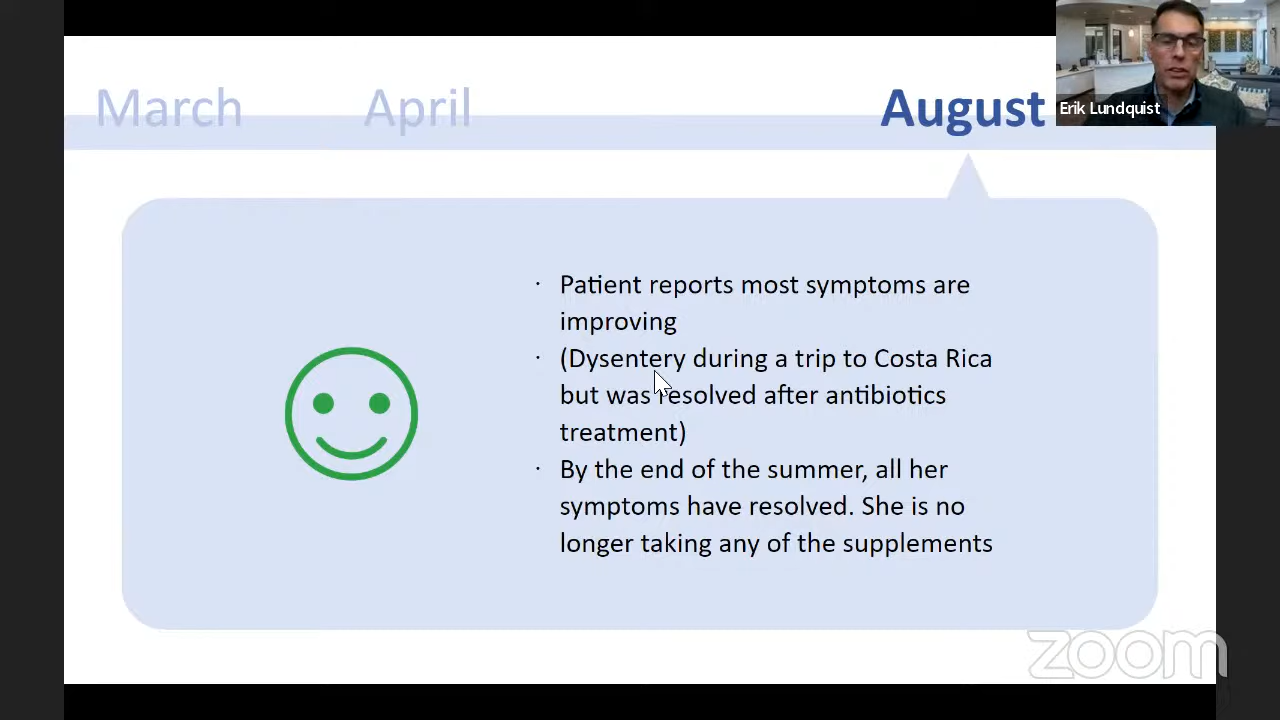 March April August
Erik Lundquist
· Patient reports most symptoms are
improving
· (Dysentery during a trip to Costa Rica
but was resolved after antibiotics
treatment)
· By the end of the summer, all her
symptoms have resolved. She is no
longer taking any of the supplements
zoom